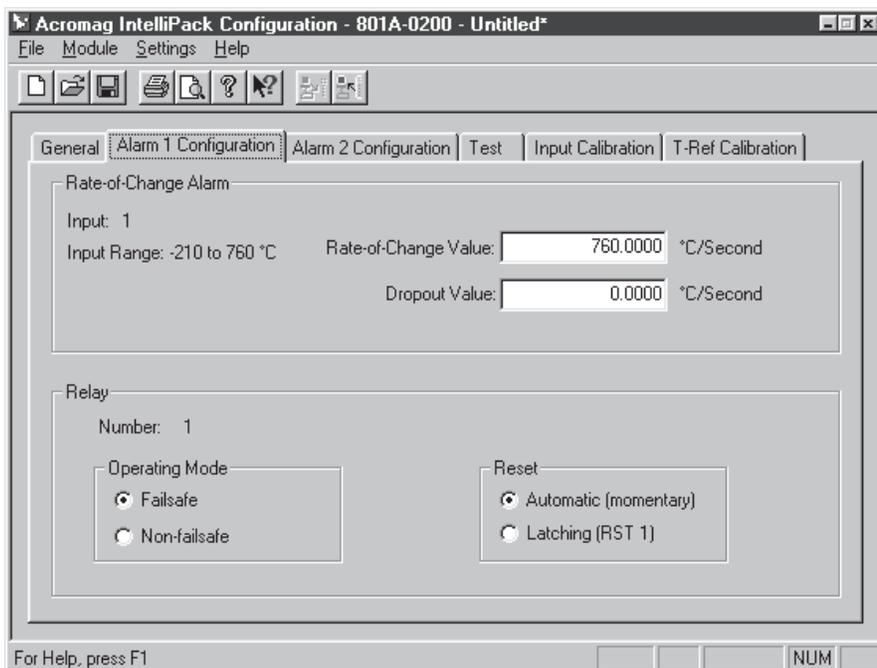 Acromag IntelliPack Configuration - 801A-0200 - Untitled*
File Module Settings Help
General Alarm 1 Configuration Alarm 2 Configuration Test Input Calibration T-Ref Calibration
Rate-of-Change Alarm
Input: 1
Input Range: -210 to 760 °C
Rate-of-Change Value: 760.0000 °C/Second
Dropout Value: 0.0000 °C/Second
Relay
Number: 1
Operating Mode
Failsafe
Non-failsafe
Reset
Automatic (momentary)
Latching (RST 1)
For Help, press F1
NUM